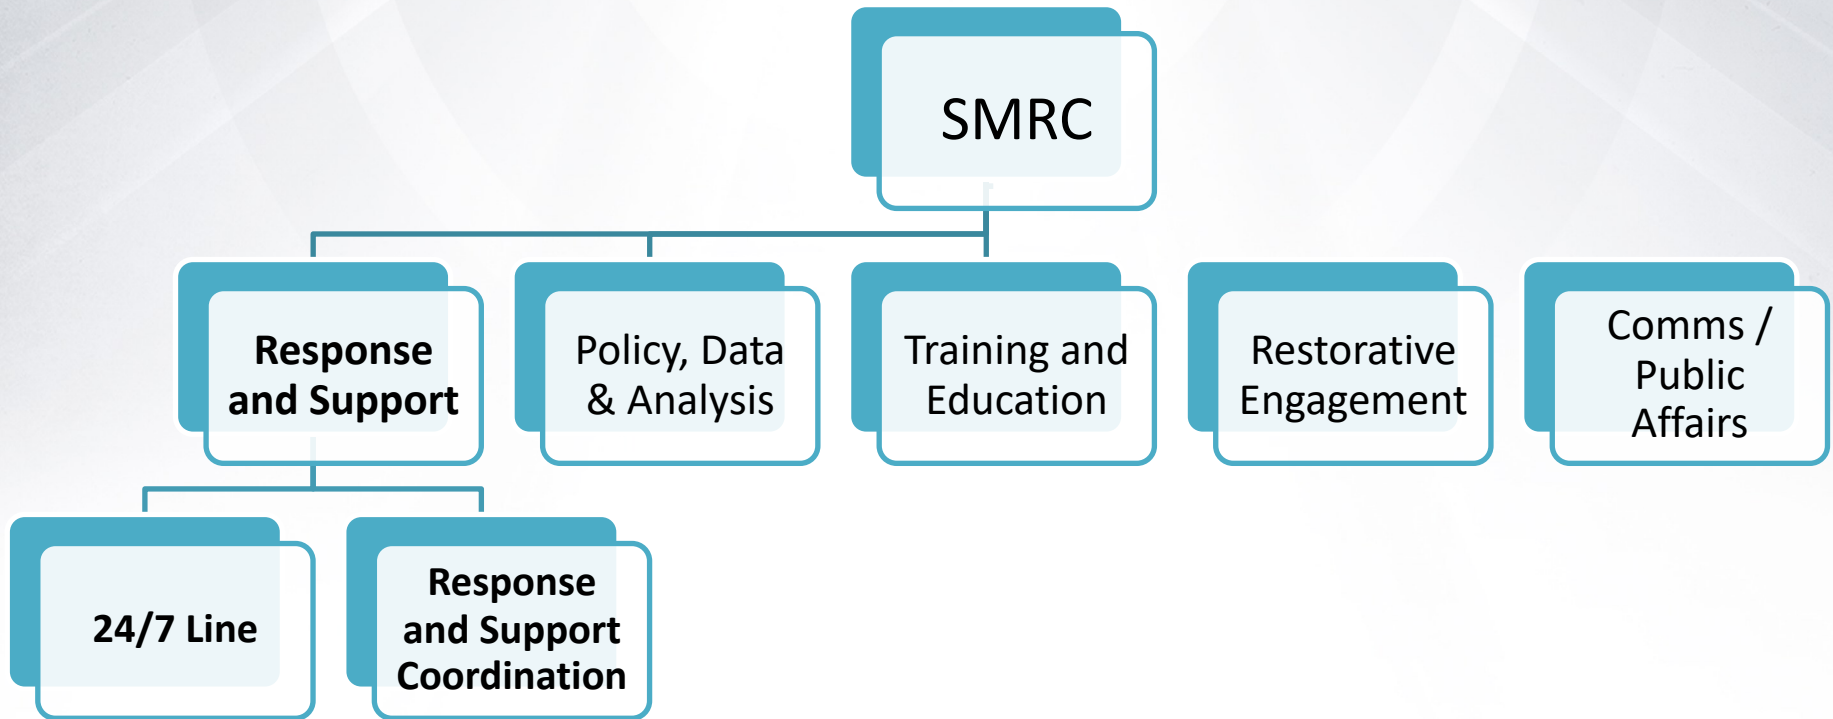 SMRC
Response
and Support
Policy, Data
& Analysis
Training and
Education
Restorative
Engagement
Comms /
Public
Affairs
24/7 Line
Response
and Support
Coordination